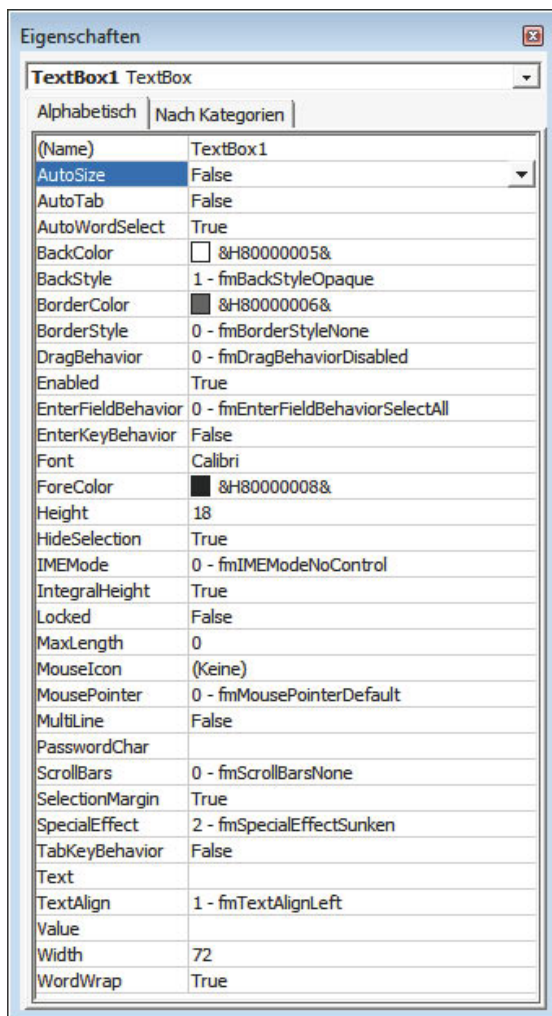 Eigenschaften
TextBox1 TextBox
Alphabetisch Nach Kategorien
(Name) TextBox1
AutoSize False
AutoTab False
AutoWordSelect True
BackColor &H80000005&
BackStyle 1 - fmBackStyleOpaque
BorderColor &H80000006&
BorderStyle 0 - fmBorderStyleNone
DragBehavior 0 - fmDragBehaviorDisabled
Enabled True
EnterFieldBehavior 0 - fmEnterFieldBehaviorSelectAll
EnterKeyBehavior False
Font Calibri
ForeColor &H80000008&
Height 18
HideSelection True
IMEMode 0 - fmIMEModeNoControl
IntegralHeight True
Locked False
MaxLength 0
MouseIcon (Keine)
MousePointer 0 - fmMousePointerDefault
MultiLine False
PasswordChar
ScrollBars 0 - fmScrollBarsNone
SelectionMargin True
SpecialEffect 2 - fmSpecialEffectSunken
TabKeyBehavior False
Text
TextAlign 1 - fmTextAlignLeft
Value
Width 72
WordWrap True